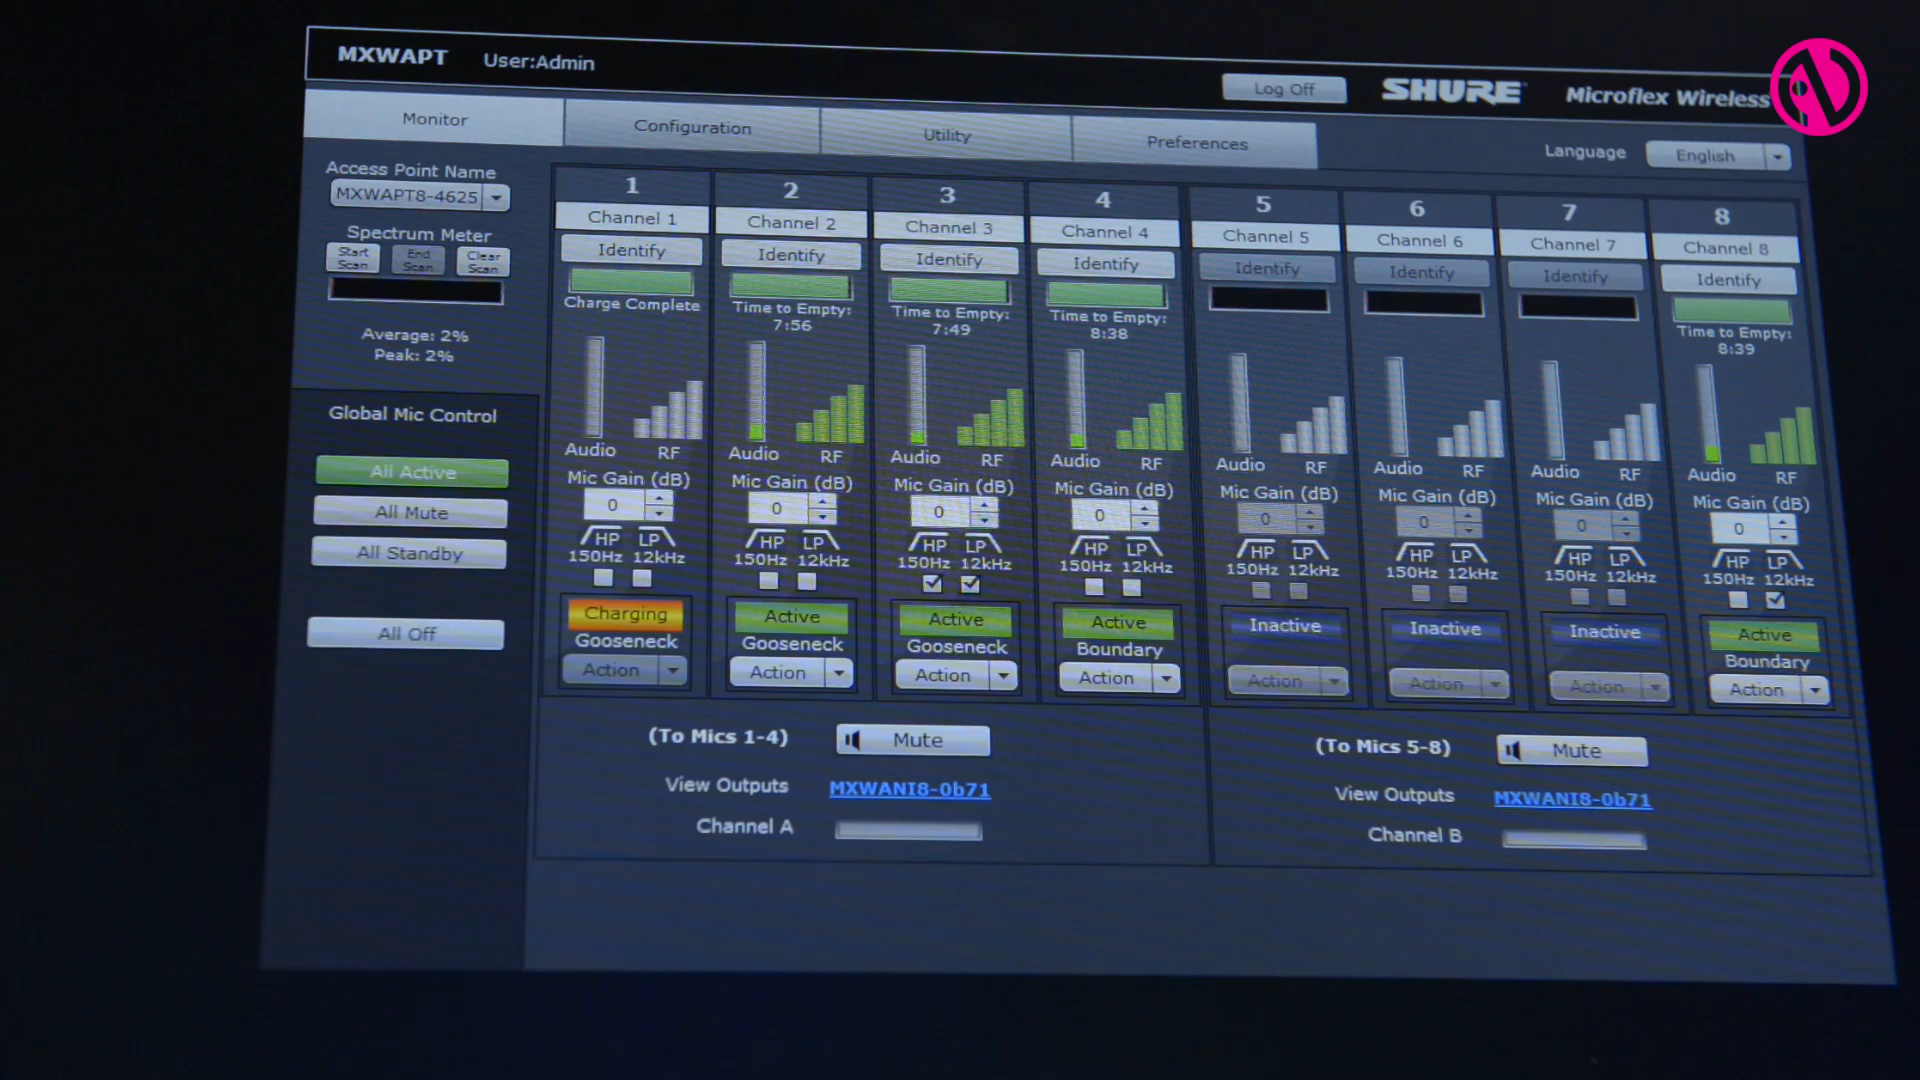 MXWAPT User:Admin
Log Off SHURE Microflex Wireless
Monitor Configuration Utility Preferences
Language English
Access Point Name
MXWAPT8-4625
Spectrum Meter
Start Scan End Scan Clear Scan
Average: 2%
Peak: 2%
Global Mic Control
All Active
All Mute
All Standby
All Off
1 2 3 4 5 6 7 8
Channel 1 Channel 2 Channel 3 Channel 4 Channel 5 Channel 6 Channel 7 Channel 8
Identify Identify Identify Identify Identify Identify Identify Identify
Charge Complete Time to Empty: 7:56 Time to Empty: 7:49 Time to Empty: 8:38 Time to Empty: 8:39
Audio RF Audio RF Audio RF Audio RF Audio RF Audio RF Audio RF Audio RF
Mic Gain (dB) Mic Gain (dB) Mic Gain (dB) Mic Gain (dB) Mic Gain (dB) Mic Gain (dB) Mic Gain (dB) Mic Gain (dB)
0 0 0 0 0 0 0 0
HP LP HP LP HP LP HP LP HP LP HP LP HP LP HP LP
150Hz 12kHz 150Hz 12kHz 150Hz 12kHz 150Hz 12kHz 150Hz 12kHz 150Hz 12kHz 150Hz 12kHz 150Hz 12kHz
Charging Active Active Active Inactive Inactive Inactive Active
Gooseneck Gooseneck Gooseneck Boundary Boundary
Action Action Action Action Action Action Action Action
(To Mics 1-4) Mute (To Mics 5-8) Mute
View Outputs MXWANI8-0b71 View Outputs MXWANI8-0b71
Channel A Channel B